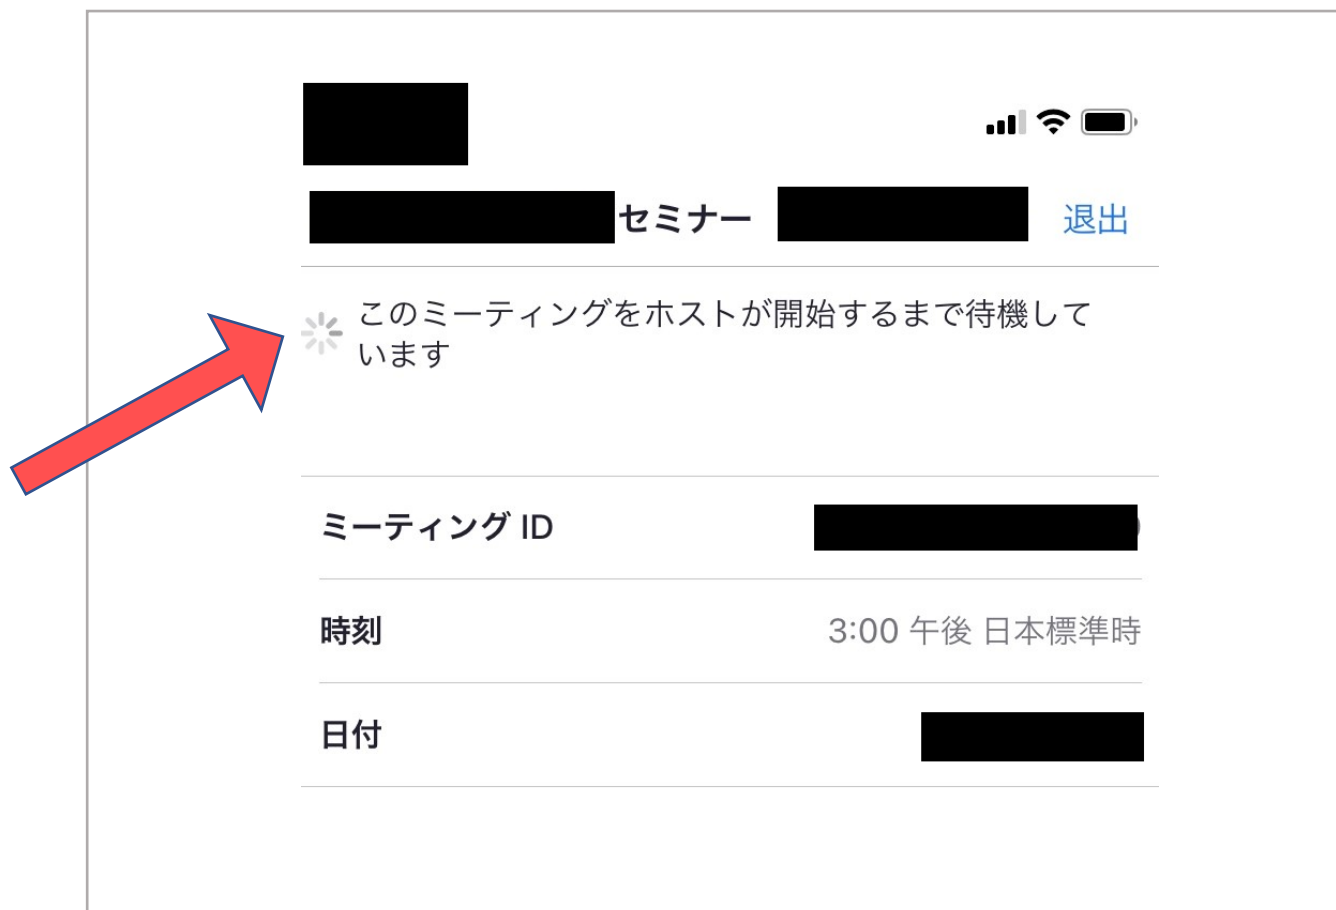 セミナー 退出
このミーティングをホストが開始するまで待機して
います
ミーティング ID
時刻 3:00 午後 日本標準時
日付